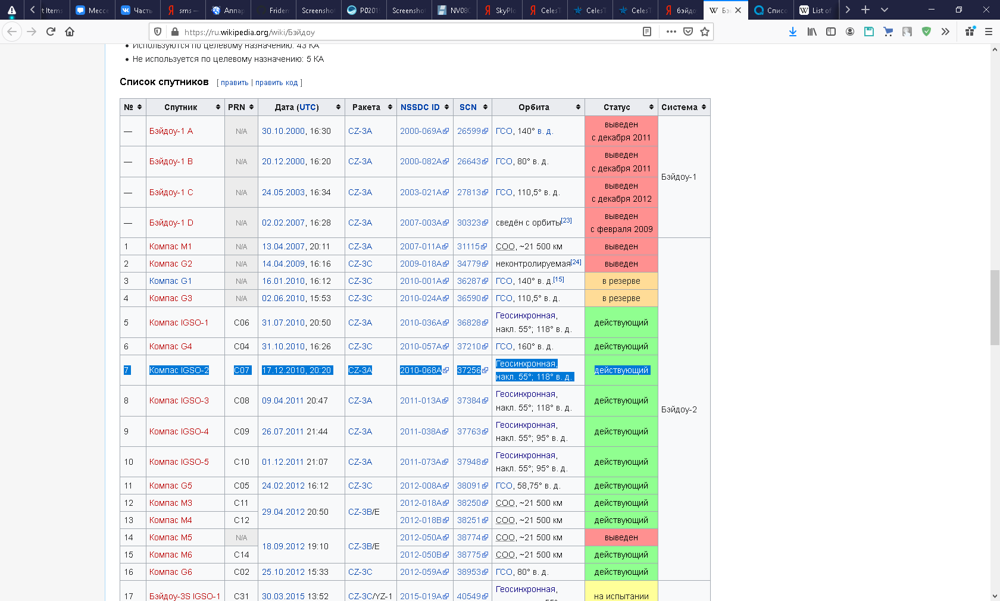 t Items
Мессе
Часть
srns —
Аппар
Friden
Screenshot
P0201
Screenshot
NV08C
SkyPlo
CelesT
CelesT
CelesT
бэйдо
Бэ
Списо
List of
https://ru.wikipedia.org/wiki/Бэйдоу
Используются по целевому назначению: 43 КА
Не используется по целевому назначению: 5 КА
Список спутников [ править | править код ]
№ Спутник PRN Дата (UTC) Ракета NSSDC ID SCN Орбита Статус Система
— Бэйдоу-1 A N/A 30.10.2000, 16:30 CZ-3A 2000-069A 26599 ГСО, 140° в. д. выведен
с декабря 2011
— Бэйдоу-1 B N/A 20.12.2000, 16:20 CZ-3A 2000-082A 26643 ГСО, 80° в. д. выведен
с декабря 2011
Бэйдоу-1
— Бэйдоу-1 C N/A 24.05.2003, 16:34 CZ-3A 2003-021A 27813 ГСО, 110,5° в. д. выведен
с декабря 2012
— Бэйдоу-1 D N/A 02.02.2007, 16:28 CZ-3A 2007-003A 30323 сведён с орбиты[23] выведен
с февраля 2009
1 Компас M1 N/A 13.04.2007, 20:11 CZ-3A 2007-011A 31115 СОО, ~21 500 км выведен
2 Компас G2 N/A 14.04.2009, 16:16 CZ-3C 2009-018A 34779 неконтролируемая[24] выведен
3 Компас G1 N/A 16.01.2010, 16:12 CZ-3C 2010-001A 36287 ГСО, 140° в. д.[15] в резерве
4 Компас G3 N/A 02.06.2010, 15:53 CZ-3C 2010-024A 36590 ГСО, 110,5° в. д. в резерве
5 Компас IGSO-1 C06 31.07.2010, 20:50 CZ-3A 2010-036A 36828 Геосинхронная,
накл. 55°; 118° в. д. действующий
6 Компас G4 C04 31.10.2010, 16:26 CZ-3C 2010-057A 37210 ГСО, 160° в. д. действующий
7 Компас IGSO-2 C07 17.12.2010, 20:20 CZ-3A 2010-068A 37256 Геосинхронная,
накл. 55°; 118° в. д. действующий
8 Компас IGSO-3 C08 09.04.2011 20:47 CZ-3A 2011-013A 37384 Геосинхронная,
накл. 55°; 118° в. д. действующий
Бэйдоу-2
9 Компас IGSO-4 C09 26.07.2011 21:44 CZ-3A 2011-038A 37763 Геосинхронная,
накл. 55°; 95° в. д. действующий
10 Компас IGSO-5 C10 01.12.2011 21:07 CZ-3A 2011-073A 37948 Геосинхронная,
накл. 55°; 95° в. д. действующий
11 Компас G5 C05 24.02.2012 16:12 CZ-3C 2012-008A 38091 ГСО, 58,75° в. д. действующий
12 Компас M3 C11 29.04.2012 20:50 CZ-3B/E 2012-018A 38250 СОО, ~21 500 км действующий
13 Компас M4 C12 2012-018B 38251 СОО, ~21 500 км действующий
14 Компас M5 N/A 18.09.2012 19:10 CZ-3B/E 2012-050A 38774 СОО, ~21 500 км выведен
15 Компас M6 C14 2012-050B 38775 СОО, ~21 500 км действующий
16 Компас G6 C02 25.10.2012 15:33 CZ-3C 2012-059A 38953 ГСО, 80° в. д. действующий
17 Бэйдоу-3S IGSO-1 C31 30.03.2015 13:52 CZ-3C/YZ-1 2015-019A 40549 Геосинхронная, на испытании